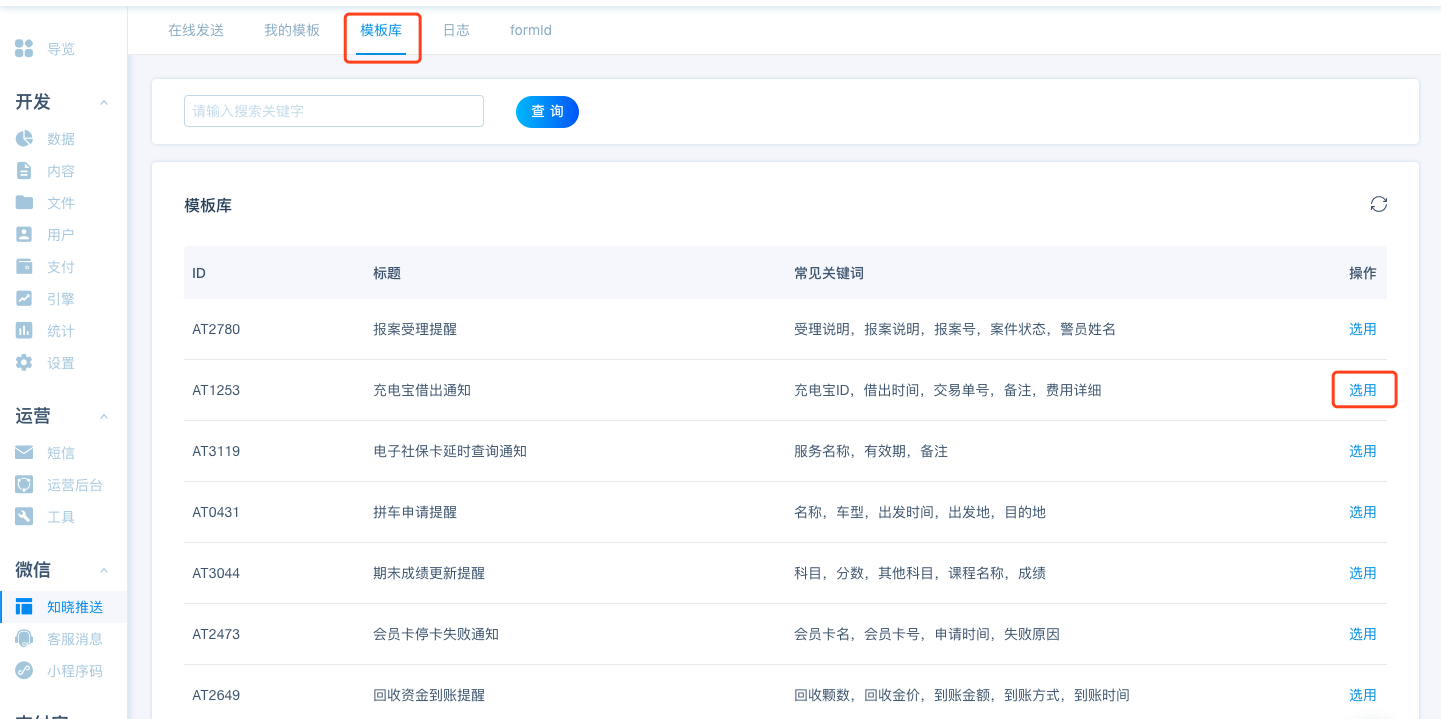 在线发送 我的模板 模板库 日志 formId
导览
开发
数据
内容
文件
用户
支付
引擎
统计
设置
运营
短信
运营后台
工具
微信
知晓推送
客服消息
小程序码
请输入搜索关键字 查 询
模板库
ID 标题 常见关键词 操作
AT2780 报案受理提醒 受理说明，报案说明，报案号，案件状态，警员姓名 选用
AT1253 充电宝借出通知 充电宝ID，借出时间，交易单号，备注，费用详细 选用
AT3119 电子社保卡延时查询通知 服务名称，有效期，备注 选用
AT0431 拼车申请提醒 名称，车型，出发时间，出发地，目的地 选用
AT3044 期末成绩更新提醒 科目，分数，其他科目，课程名称，成绩 选用
AT2473 会员卡停卡失败通知 会员卡名，会员卡号，申请时间，失败原因 选用
AT2649 回收资金到账提醒 回收颗数，回收金价，到账金额，到账方式，到账时间 选用